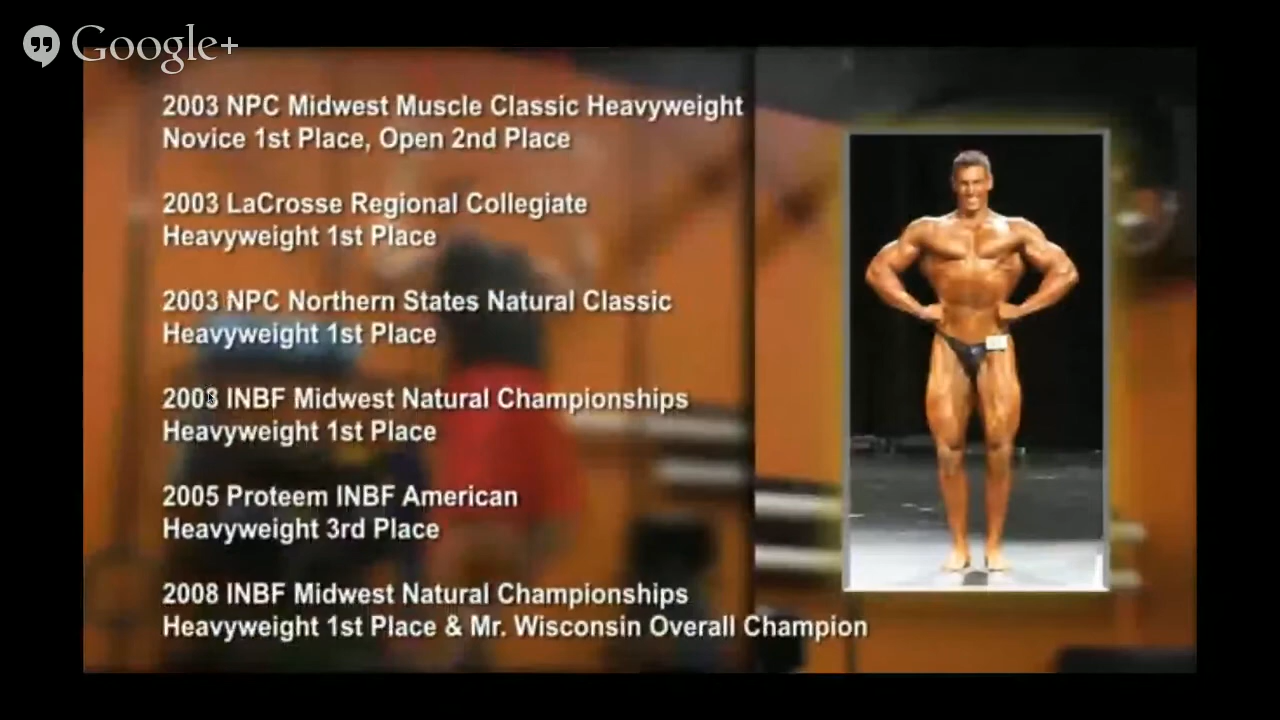 Google+
2003 NPC Midwest Muscle Classic Heavyweight
Novice 1st Place, Open 2nd Place
2003 LaCrosse Regional Collegiate
Heavyweight 1st Place
2003 NPC Northern States Natural Classic
Heavyweight 1st Place
2008 INBF Midwest Natural Championships
Heavyweight 1st Place
2005 Proteem INBF American
Heavyweight 3rd Place
2008 INBF Midwest Natural Championships
Heavyweight 1st Place & Mr. Wisconsin Overall Champion